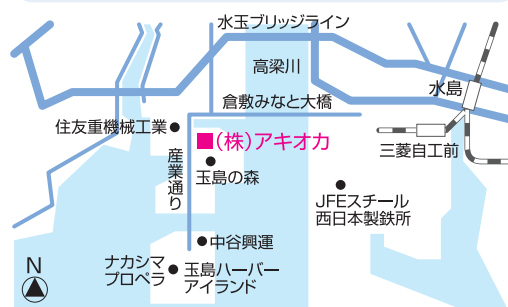 水玉ブリッジライン
高梁川
水島
倉敷みなと大橋
住友重機械工業
(株)アキオカ
三菱自工前
産業通り
玉島の森
JFEスチール
西日本製鉄所
中谷興運
ナカシマ
プロペラ
玉島ハーバー
アイランド
N